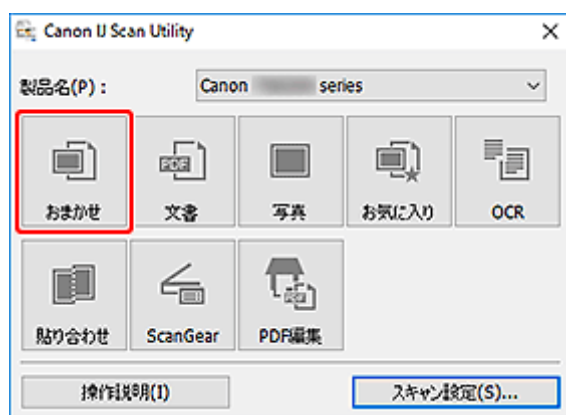 Canon IJ Scan Utility
製品名(P) : Canon series
おまかせ 文書 写真 お気に入り OCR
貼り合わせ ScanGear PDF編集
操作説明(I) スキャン設定(S)...